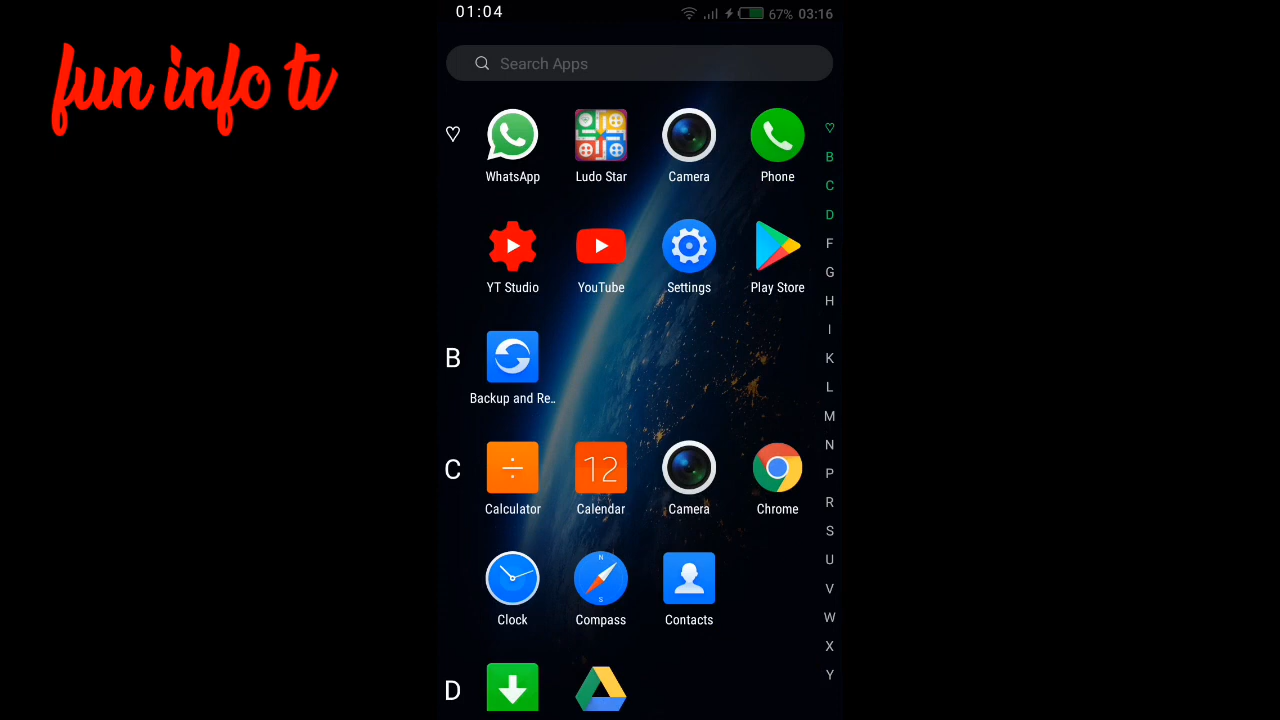 01:04
67% 03:16
fun info tv
Search Apps
WhatsApp Ludo Star Camera Phone
YT Studio YouTube Settings Play Store
B
Backup and Re..
C
12
Calculator Calendar Camera Chrome
N
S
Clock Compass Contacts
D
B
C
D
F
G
H
I
K
L
M
N
P
R
S
U
V
W
X
Y